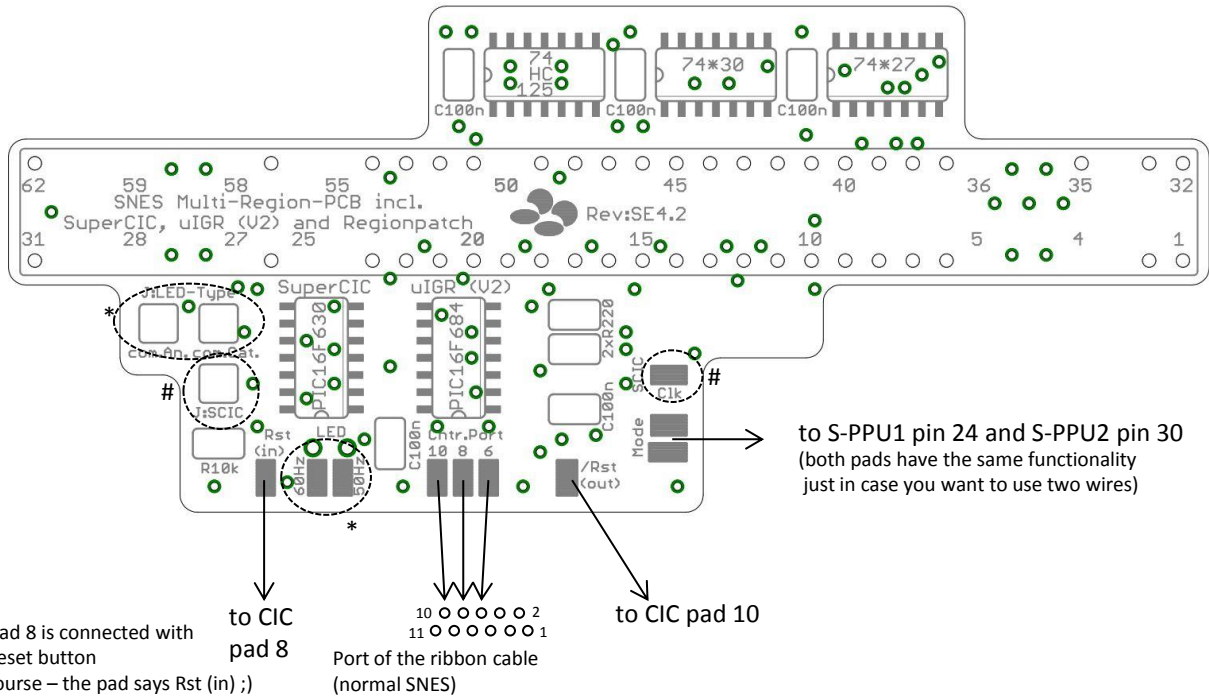 74 HC 125
74*30
74*27
C100n
C100n
C100n
62 59 58 55 50 45 40 36 35 32
SNES Multi-Region-PCB incl.
SuperCIC, uIGR (V2) and Regionpatch
Rev:SE4.2
31 28 27 25 20 15 10 5 4 1
J:LED-Type
SuperCIC
uIGR (V2)
*
com.An. com.Cat.
PIC16F630
PIC16F684
2xR220
#
J:SCIC
SCIC
Clk
#
R10k
Rst
(in)
LED
60Hz
50Hz
*
C100n
Cntr.Port
10 8 6
C100n
/Rst
(out)
Mode
to S-PPU1 pin 24 and S-PPU2 pin 30
(both pads have the same functionality
just in case you want to use two wires)
to CIC
pad 8
10 2
11 1
Port of the ribbon cable
(normal SNES)
to CIC pad 10
ad 8 is connected with
eset button
ourse – the pad says Rst (in) ;)